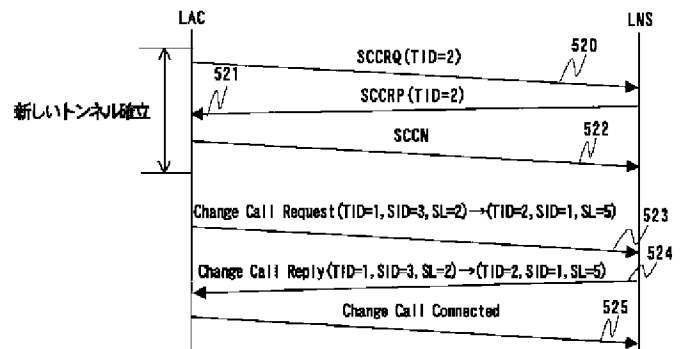 LAC
LNS
SCCRQ(TID=2)
520
521
SCCRP(TID=2)
新しいトンネル確立
SCCN
522
Change Call Request(TID=1, SID=3, SL=2)→(TID=2, SID=1, SL=5)
523
524
Change Call Reply(TID=1, SID=3, SL=2)→(TID=2, SID=1, SL=5)
Change Call Connected
525